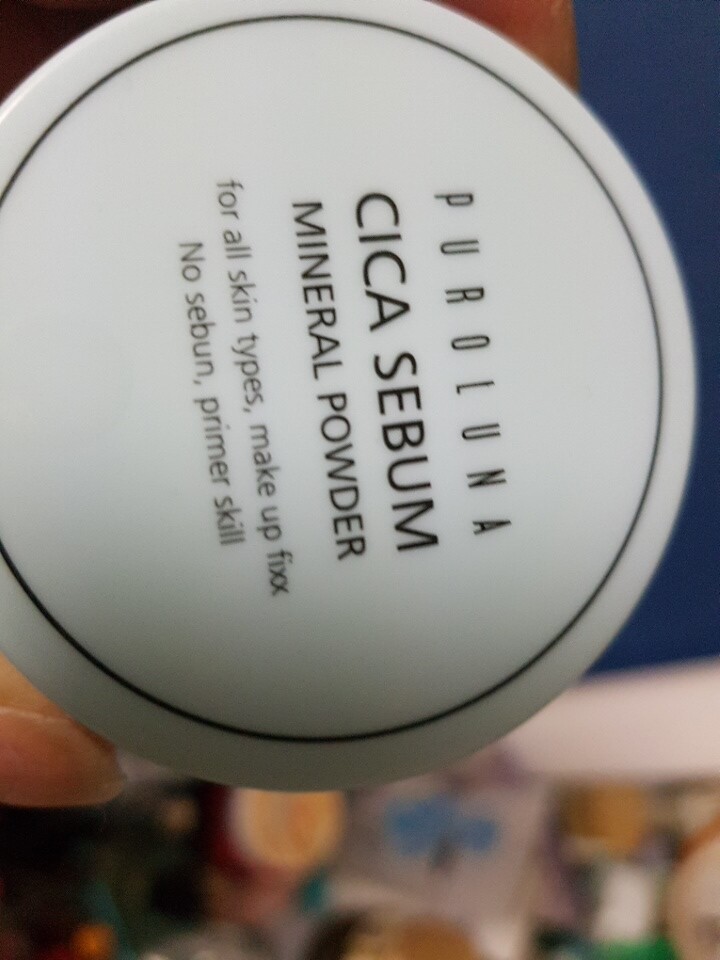 PUROLUNA
CICA SEBUM
MINERAL POWDER
for all skin types, make up fixx
No sebun, primer skill